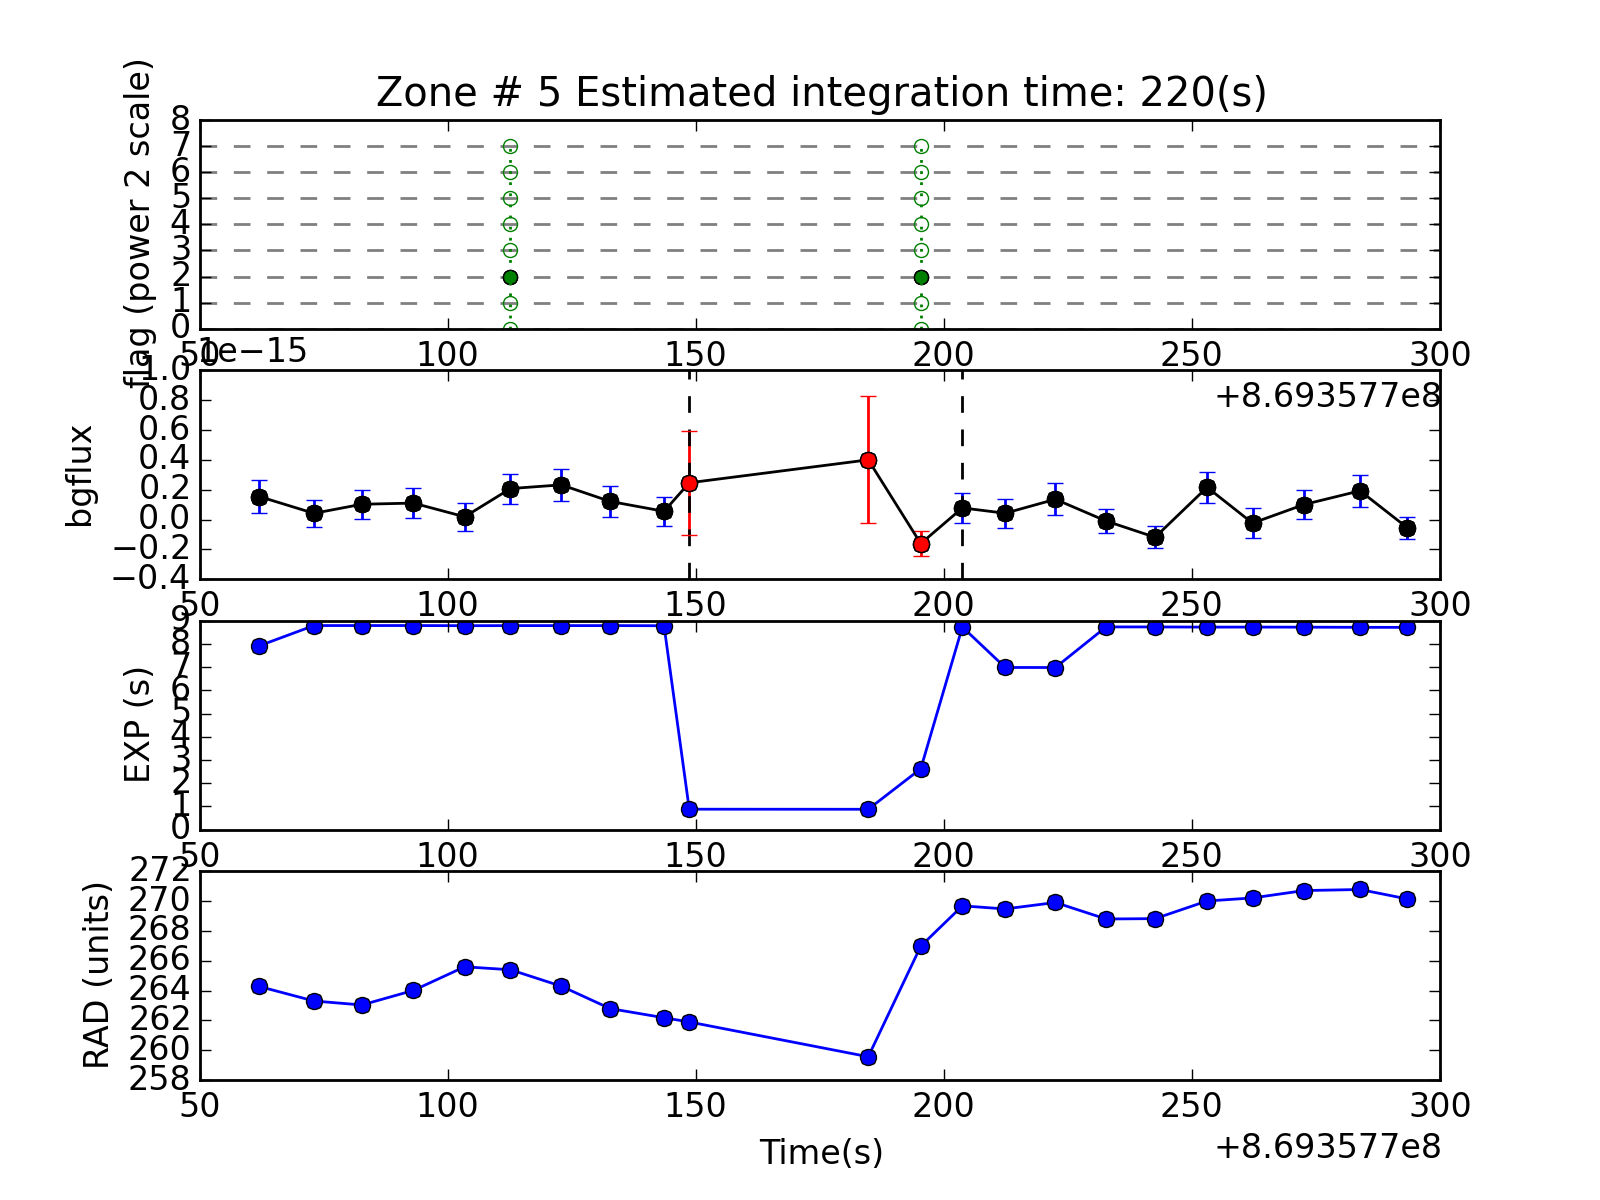 Zone # 5 Estimated integration time: 220(s)
flag (power 2 scale)
8
7
6
5
4
3
2
1
0
50 100 150 200 250 300
1e−15
+8.693577e8
bgflux
1.0
0.8
0.6
0.4
0.2
0.0
−0.2
−0.4
50 100 150 200 250 300
EXP (s)
9
8
7
6
5
4
3
2
1
0
50 100 150 200 250 300
RAD (units)
272
270
268
266
264
262
260
258
50 100 150 200 250 300
Time(s)
+8.693577e8